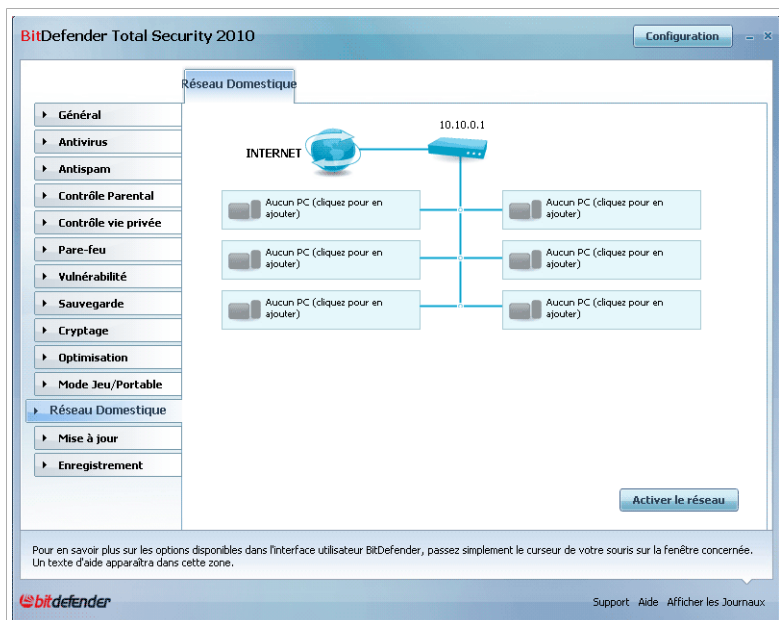 BitDefender Total Security 2010
Configuration
Réseau Domestique
Général
Antivirus
Antispam
Contrôle Parental
Contrôle vie privée
Pare-feu
Vulnérabilité
Sauvegarde
Cryptage
Optimisation
Mode Jeu/Portable
Réseau Domestique
Mise à jour
Enregistrement
10.10.0.1
INTERNET
Aucun PC (cliquez pour en
ajouter)
Aucun PC (cliquez pour en
ajouter)
Aucun PC (cliquez pour en
ajouter)
Aucun PC (cliquez pour en
ajouter)
Aucun PC (cliquez pour en
ajouter)
Aucun PC (cliquez pour en
ajouter)
Activer le réseau
Pour en savoir plus sur les options disponibles dans l'interface utilisateur BitDefender, passez simplement le curseur de votre souris sur la fenêtre concernée.
Un texte d'aide apparaîtra dans cette zone.
bitdefender
Support Aide Afficher les Journaux